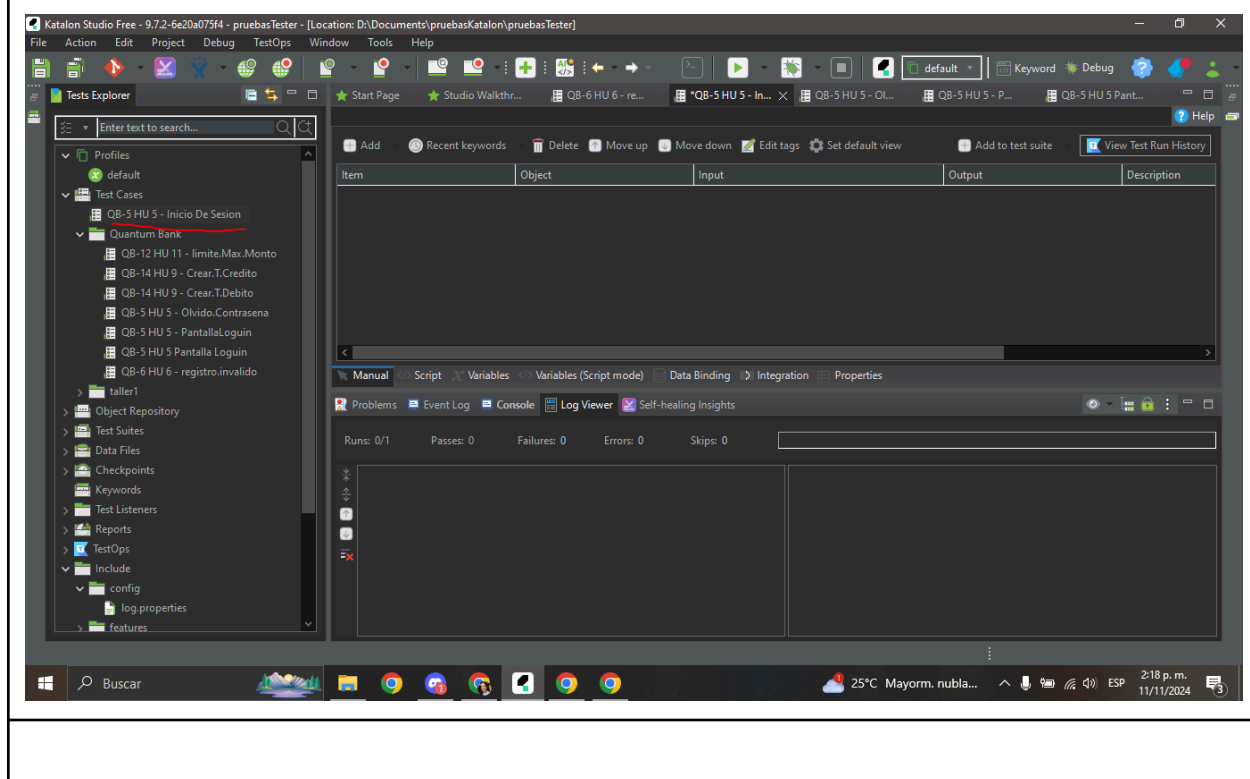 Katalon Studio Free - 9.7.2-6e20a075f4 - pruebasTester - [Location: D:\Documents\pruebasKatalon\pruebasTester]
File Action Edit Project Debug TestOps Window Tools Help
default Keyword Debug
Tests Explorer
Start Page Studio Walkthr... QB-6 HU 6 - re... *QB-5 HU 5 - In... QB-5 HU 5 - Ol... QB-5 HU 5 - P... QB-5 HU 5 Pant...
Help
Enter text to search...
Add Recent keywords Delete Move up Move down Edit tags Set default view Add to test suite View Test Run History
Item Object Input Output Description
Profiles
default
Test Cases
QB-5 HU 5 - Inicio De Sesion
Quantum Bank
QB-12 HU 11 - limite.Max.Monto
QB-14 HU 9 - Crear.T.Credito
QB-14 HU 9 - Crear.T.Debito
QB-5 HU 5 - Olvido.Contrasena
QB-5 HU 5 - PantallaLoguin
QB-5 HU 5 Pantalla Loguin
QB-6 HU 6 - registro.invalido
taller1
Object Repository
Test Suites
Data Files
Checkpoints
Keywords
Test Listeners
Reports
TestOps
Include
config
log.properties
features
Manual Script Variables Variables (Script mode) Data Binding Integration Properties
Problems Event Log Console Log Viewer Self-healing Insights
Runs: 0/1 Passes: 0 Failures: 0 Errors: 0 Skips: 0
Buscar
25°C Mayorm. nubla...
ESP
2:18 p. m.
11/11/2024
3